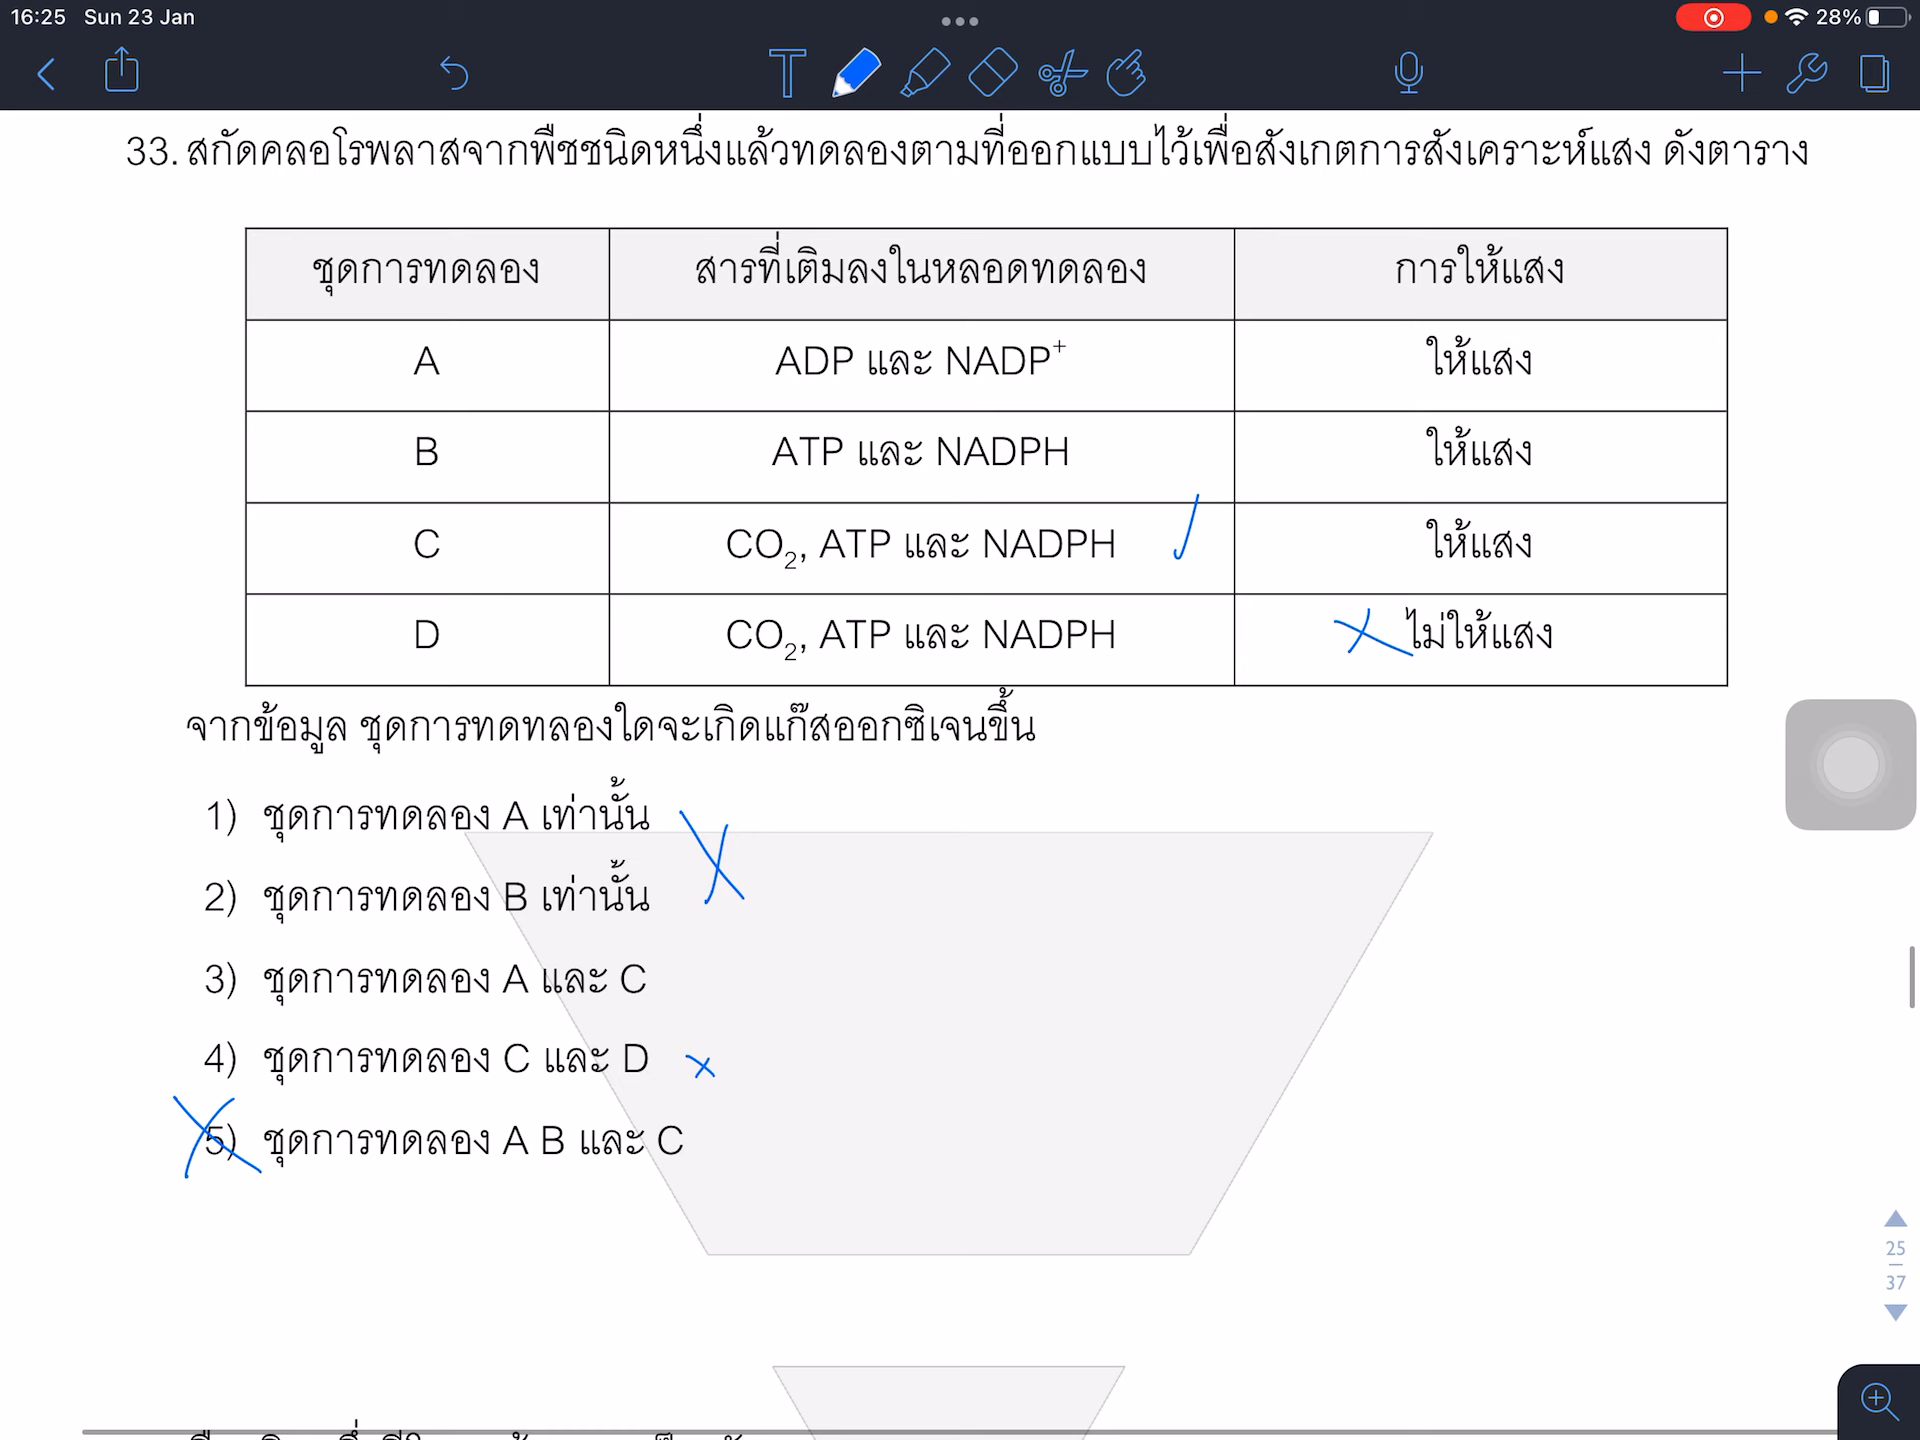 16:25 Sun 23 Jan
28%
33. สกัดคลอโรพลาสจากพืชชนิดหนึ่งแล้วทดลองตามที่ออกแบบไว้เพื่อสังเกตการสังเคราะห์แสง ดังตาราง
ชุดการทดลอง สารที่เติมลงในหลอดทดลอง การให้แสง
A ADP และ NADP⁺ ให้แสง
B ATP และ NADPH ให้แสง
C CO₂, ATP และ NADPH ให้แสง
D CO₂, ATP และ NADPH ไม่ให้แสง
จากข้อมูล ชุดการทดทลองใดจะเกิดแก๊สออกซิเจนขึ้น
1) ชุดการทดลอง A เท่านั้น
2) ชุดการทดลอง B เท่านั้น
3) ชุดการทดลอง A และ C
4) ชุดการทดลอง C และ D
5) ชุดการทดลอง A B และ C
25
37